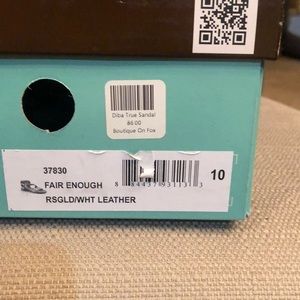 Diba True Sandal
86.00
Boutique On Fox
37830
FAIR ENOUGH
10
RSGLD/WHT LEATHER